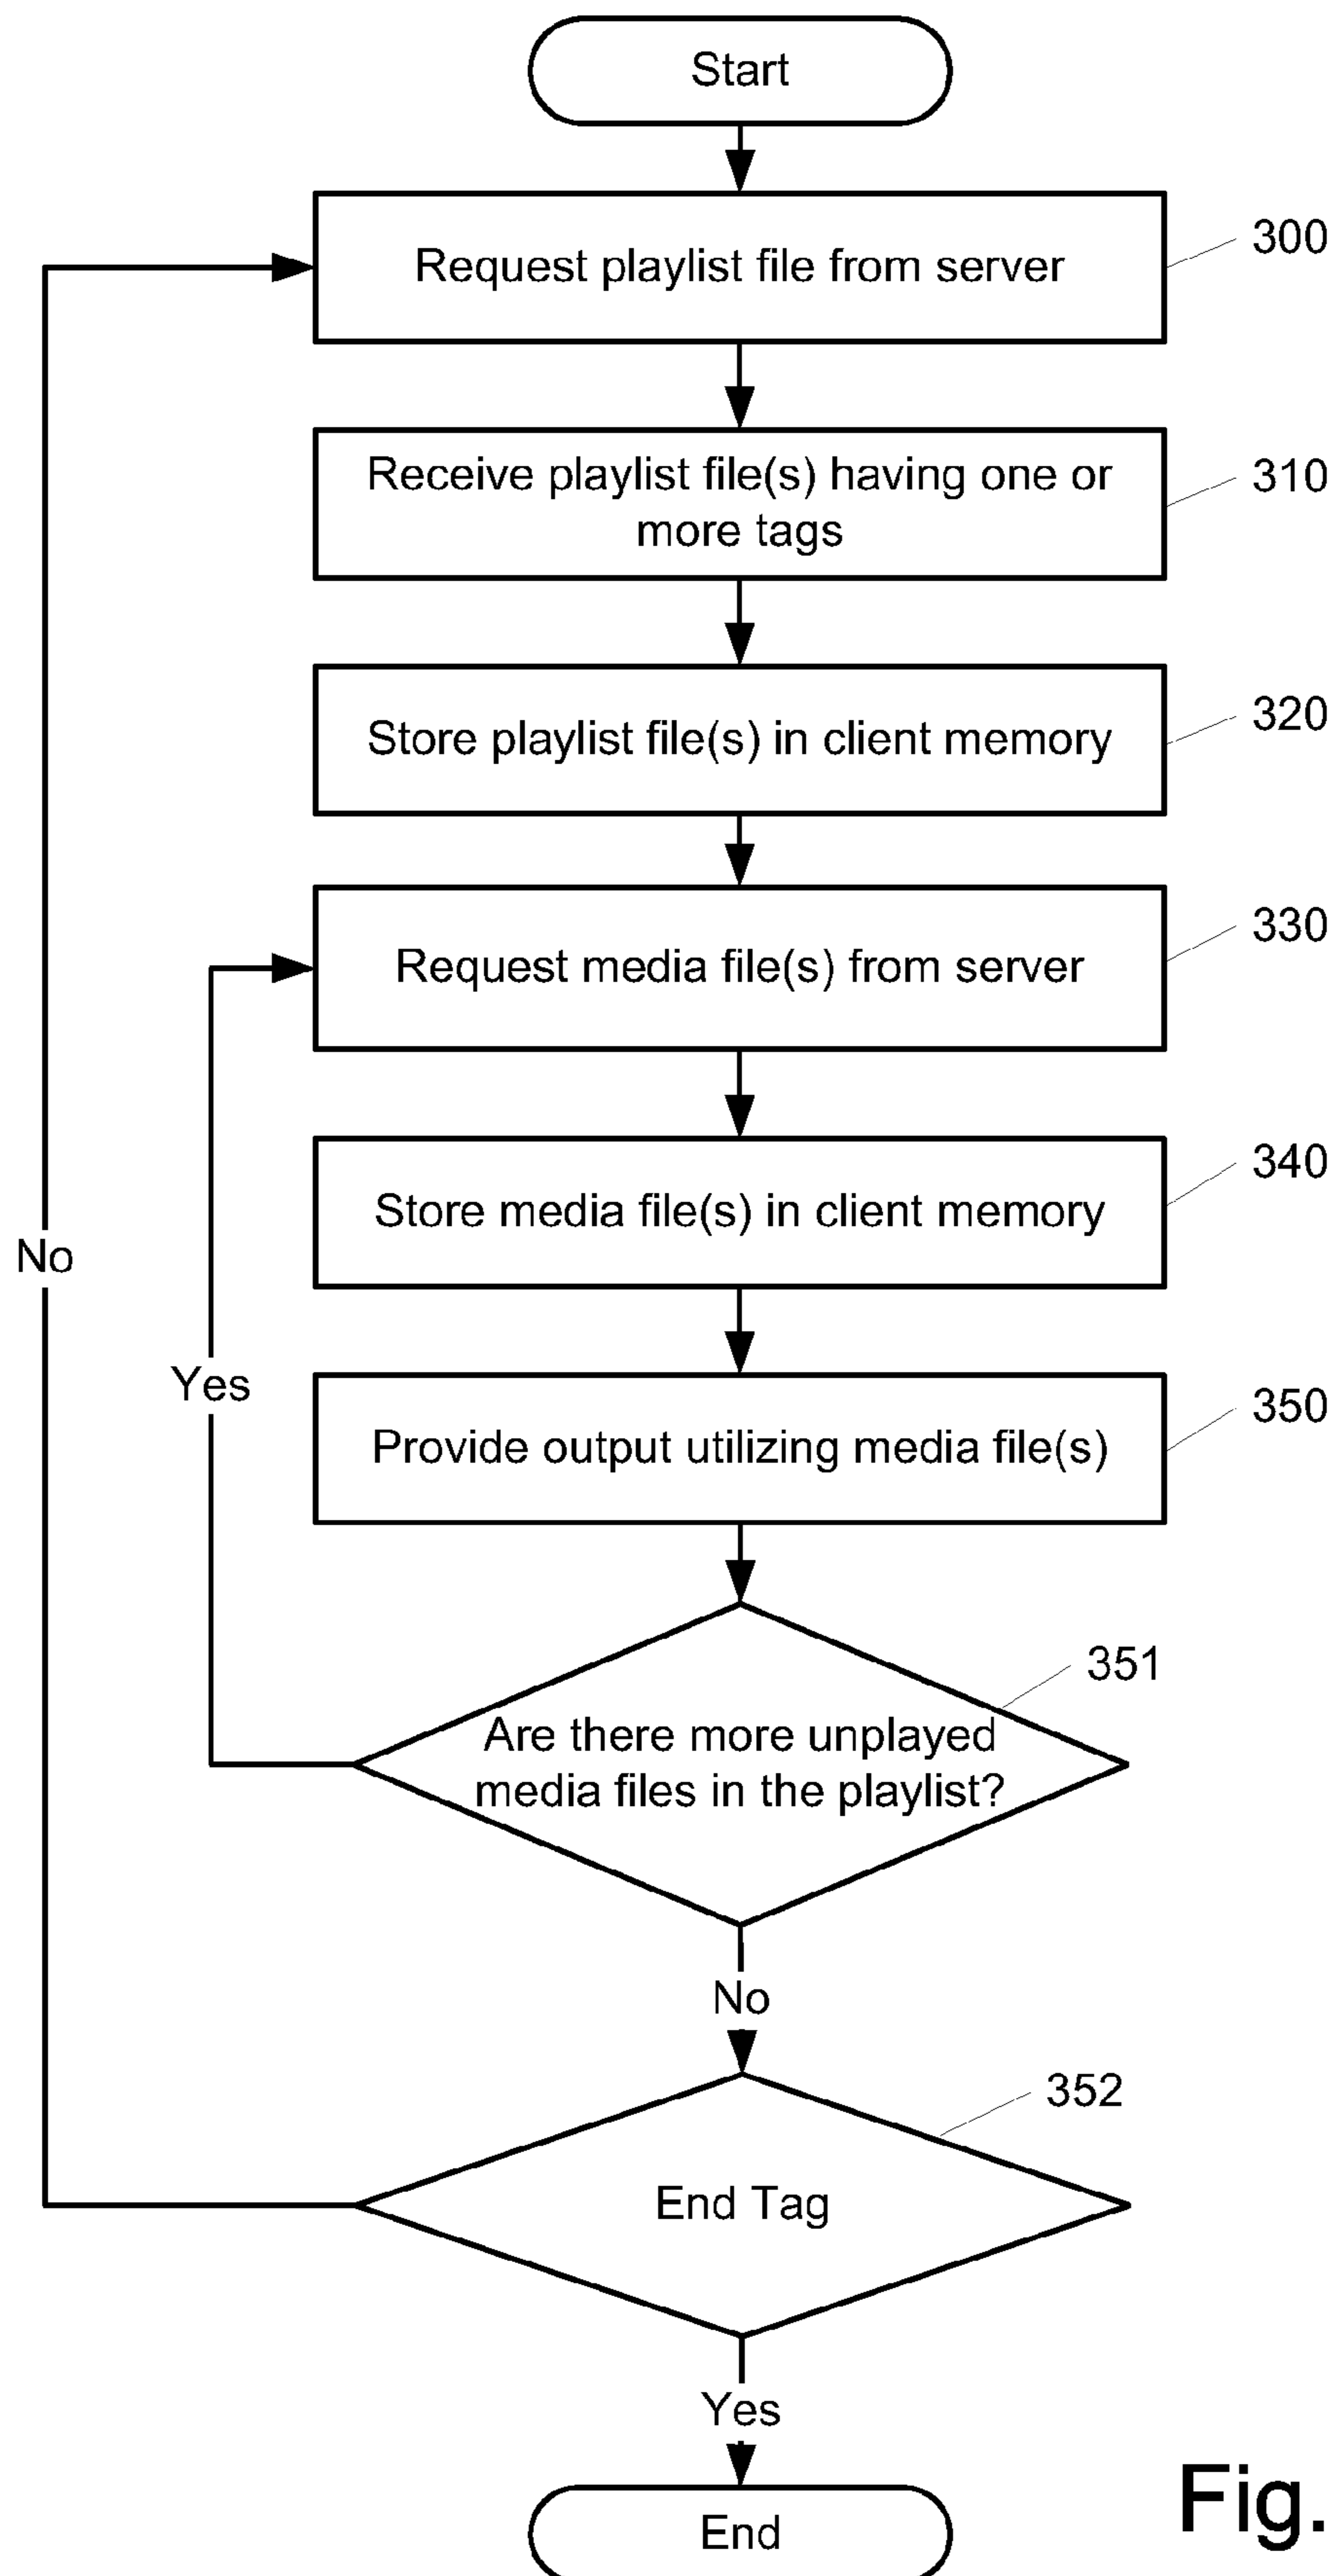 Start
Request playlist file from server
300
Receive playlist file(s) having one or
more tags
310
Store playlist file(s) in client memory
320
Request media file(s) from server
330
Store media file(s) in client memory
340
No
Yes
Provide output utilizing media file(s)
350
351
Are there more unplayed
media files in the playlist?
No
352
End Tag
Yes
End
Fig.